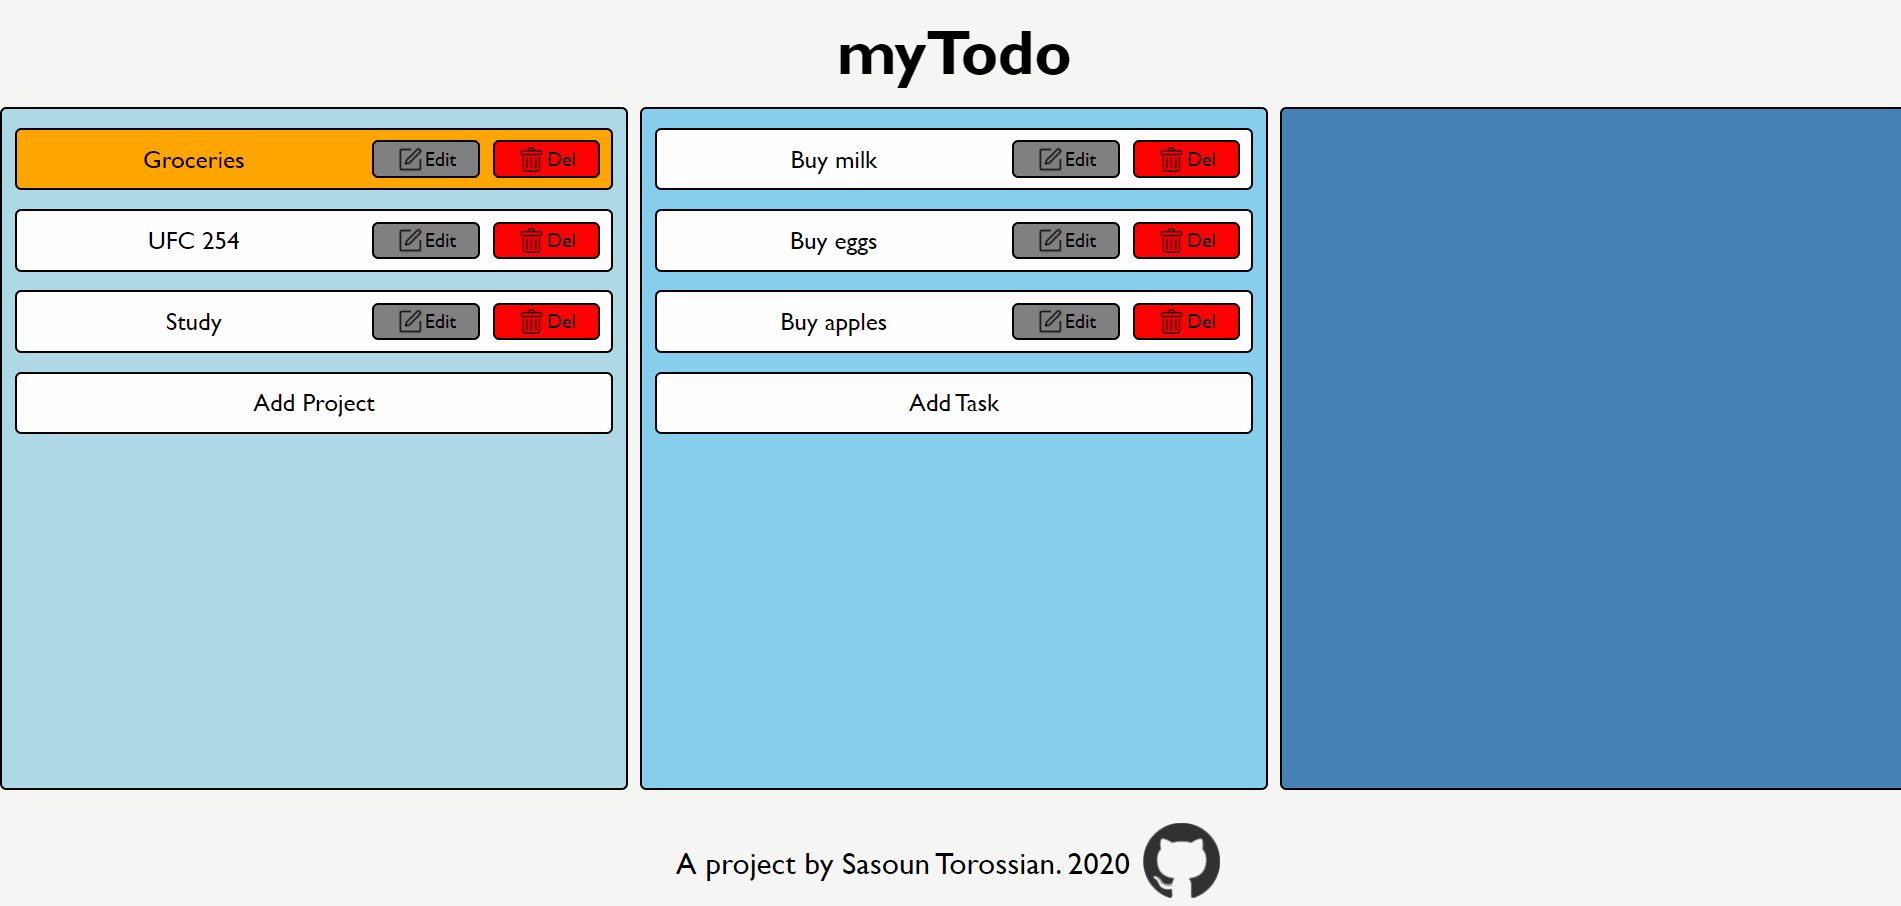 myTodo
Groceries Edit Del
UFC 254 Edit Del
Study Edit Del
Add Project
Buy milk Edit Del
Buy eggs Edit Del
Buy apples Edit Del
Add Task
A project by Sasoun Torossian. 2020